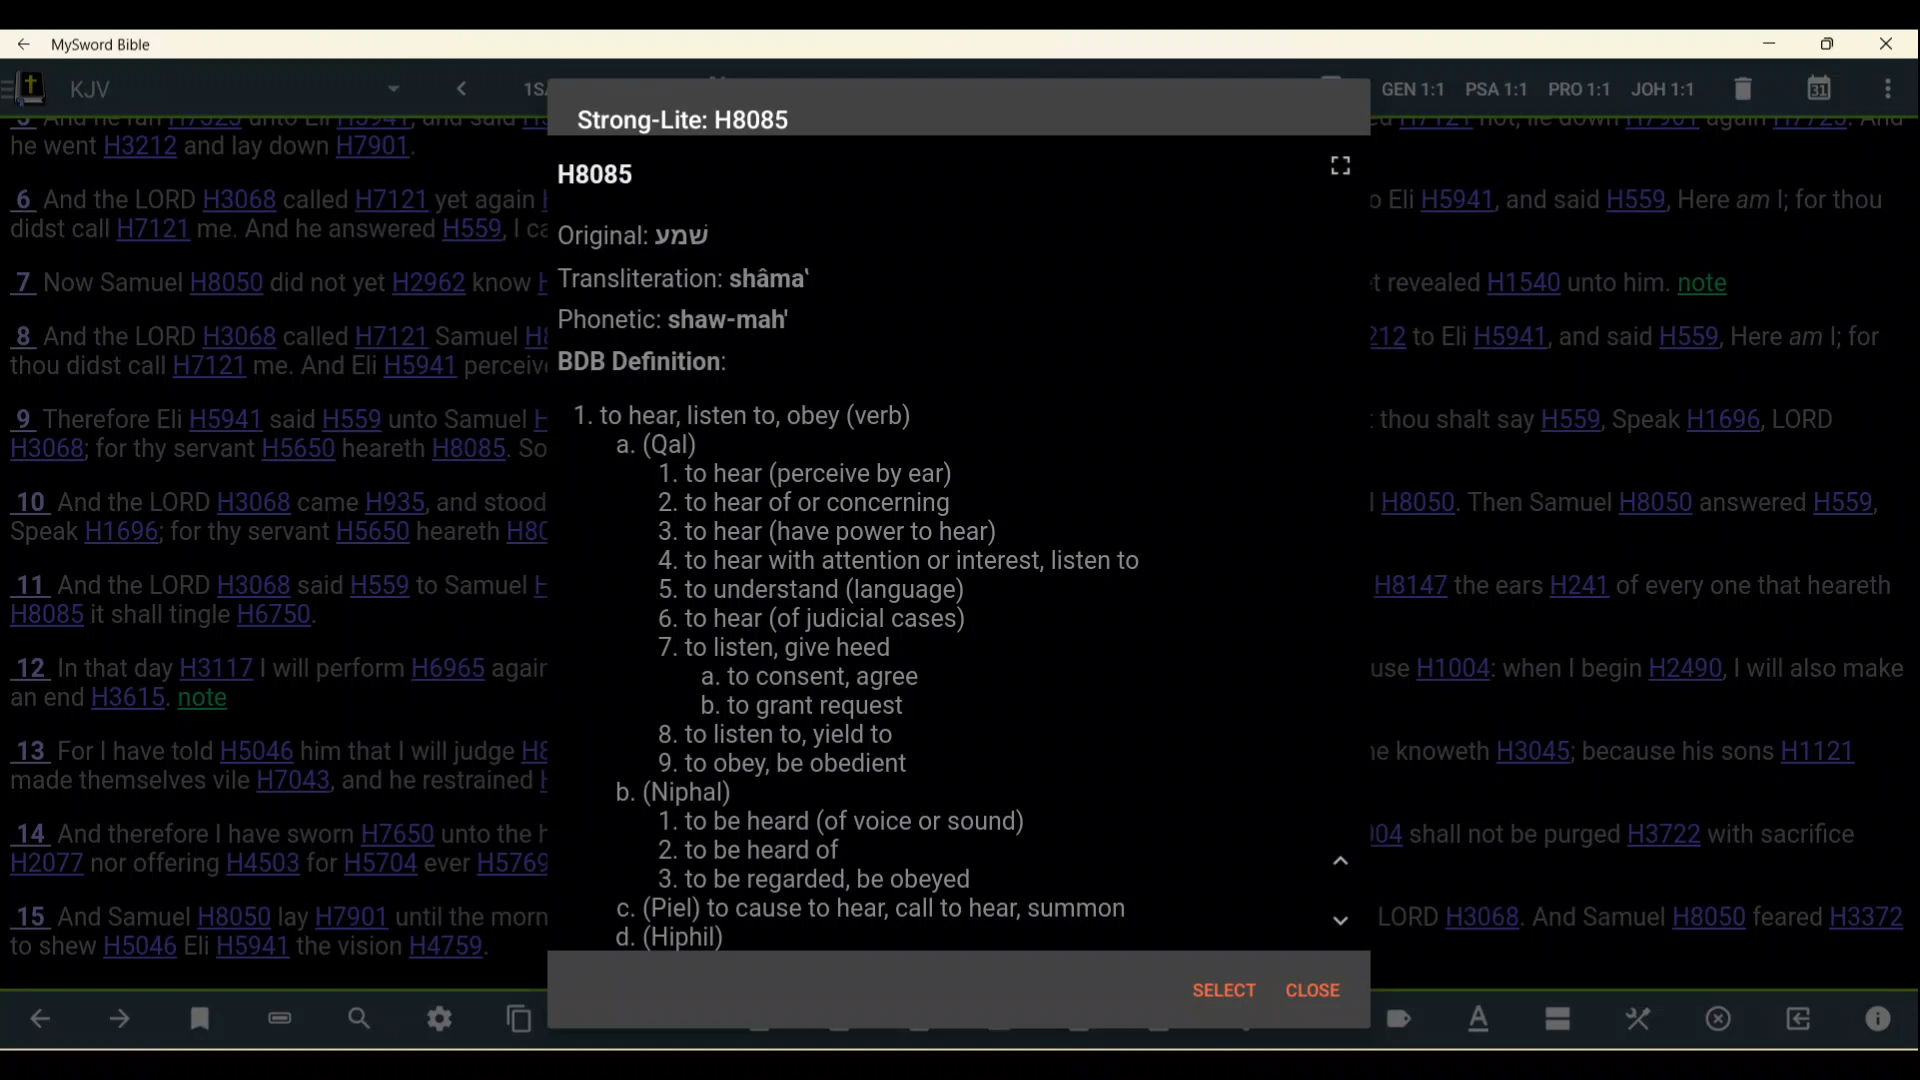 MySword Bible
KJV
GEN 1:1 PSA 1:1 PRO 1:1 JOH 1:1
31
Strong-Lite: H8085
H8085
Original: שׁמע
Transliteration: shâma‛
Phonetic: shaw-mah'
BDB Definition:
1. to hear, listen to, obey (verb)
a. (Qal)
1. to hear (perceive by ear)
2. to hear of or concerning
3. to hear (have power to hear)
4. to hear with attention or interest, listen to
5. to understand (language)
6. to hear (of judicial cases)
7. to listen, give heed
a. to consent, agree
b. to grant request
8. to listen to, yield to
9. to obey, be obedient
b. (Niphal)
1. to be heard (of voice or sound)
2. to be heard of
3. to be regarded, be obeyed
c. (Piel) to cause to hear, call to hear, summon
d. (Hiphil)
SELECT CLOSE
he went H3212 and lay down H7901.
6 And the LORD H3068 called H7121 yet again
o Eli H5941, and said H559, Here am I; for thou
didst call H7121 me. And he answered H559, I ca
7 Now Samuel H8050 did not yet H2962 know
t revealed H1540 unto him. note
8 And the LORD H3068 called H7121 Samuel H8
212 to Eli H5941, and said H559, Here am I; for
thou didst call H7121 me. And Eli H5941 perceiv
9 Therefore Eli H5941 said H559 unto Samuel
thou shalt say H559, Speak H1696, LORD
H3068; for thy servant H5650 heareth H8085. So
10 And the LORD H3068 came H935, and stood
H8050. Then Samuel H8050 answered H559,
Speak H1696; for thy servant H5650 heareth H80
11 And the LORD H3068 said H559 to Samuel
H8147 the ears H241 of every one that heareth
H8085 it shall tingle H6750.
12 In that day H3117 I will perform H6965 again
use H1004: when I begin H2490, I will also make
an end H3615. note
13 For I have told H5046 him that I will judge H8
he knoweth H3045; because his sons H1121
made themselves vile H7043, and he restrained
14 And therefore I have sworn H7650 unto the h
004 shall not be purged H3722 with sacrifice
H2077 nor offering H4503 for H5704 ever H5769
15 And Samuel H8050 lay H7901 until the morn
LORD H3068. And Samuel H8050 feared H3372
to shew H5046 Eli H5941 the vision H4759.